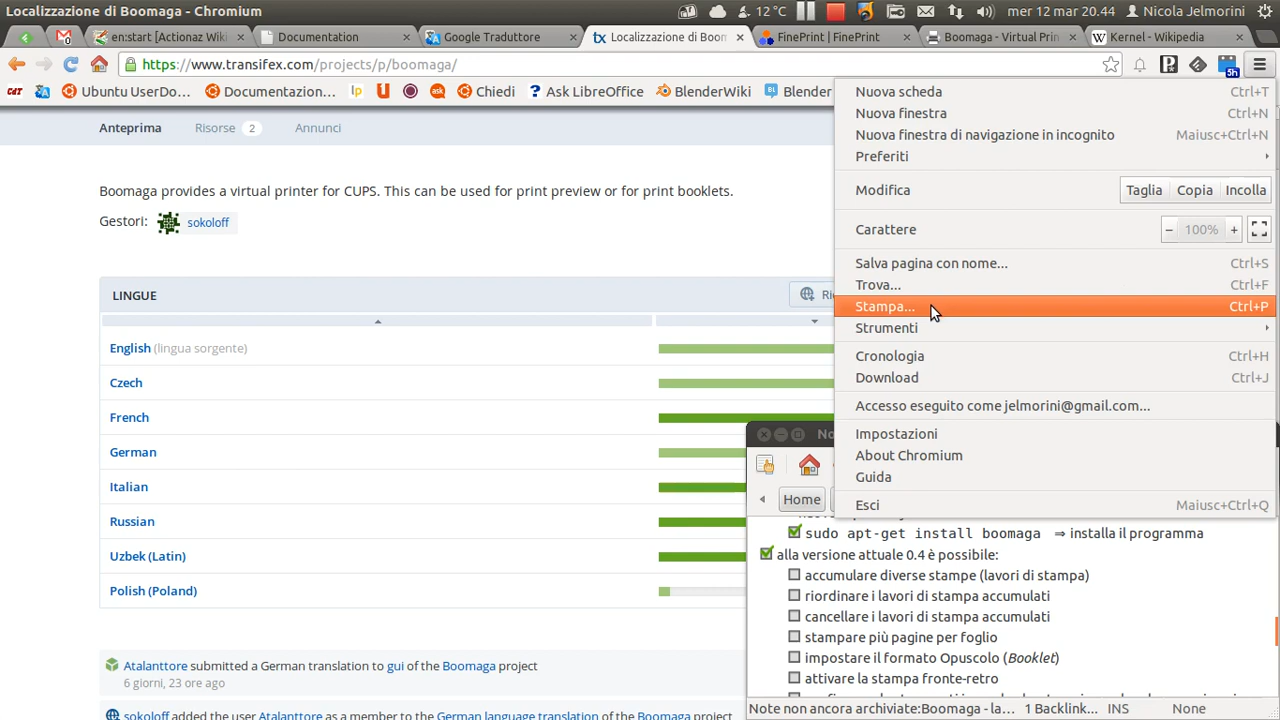 Localizzazione di Boomaga - Chromium
12 °C
mer 12 mar 20.44
Nicola Jelmorini
en:start [Actionaz Wiki
Documentation
Google Traduttore
Localizzazione di Boom
FinePrint | FinePrint
Boomaga - Virtual Prin
Kernel - Wikipedia
https://www.transifex.com/projects/p/boomaga/
5h
CAT
Ubuntu UserDo...
Documentazion...
lp
Chiedi
Ask LibreOffice
BlenderWiki
Blender
Anteprima
Risorse 2
Annunci
Boomaga provides a virtual printer for CUPS. This can be used for print preview or for print booklets.
Gestori: sokoloff
LINGUE
Ri
English (lingua sorgente)
Czech
French
German
Italian
Russian
Uzbek (Latin)
Polish (Poland)
Atalanttore submitted a German translation to gui of the Boomaga project
6 giorni, 23 ore ago
sokoloff added the user Atalanttore as a member to the German language translation of the Boomaga project
Nuova scheda Ctrl+T
Nuova finestra Ctrl+N
Nuova finestra di navigazione in incognito Maiusc+Ctrl+N
Preferiti
Modifica Taglia Copia Incolla
Carattere − 100% +
Salva pagina con nome... Ctrl+S
Trova... Ctrl+F
Stampa... Ctrl+P
Strumenti
Cronologia Ctrl+H
Download Ctrl+J
Accesso eseguito come jelmorini@gmail.com...
Impostazioni
About Chromium
Guida
Esci Maiusc+Ctrl+Q
No
Home
sudo apt-get install boomaga ⇒ installa il programma
alla versione attuale 0.4 è possibile:
accumulare diverse stampe (lavori di stampa)
riordinare i lavori di stampa accumulati
cancellare i lavori di stampa accumulati
stampare più pagine per foglio
impostare il formato Opuscolo (Booklet)
attivare la stampa fronte-retro
Note non ancora archiviate:Boomaga - la... 1 Backlink... INS None